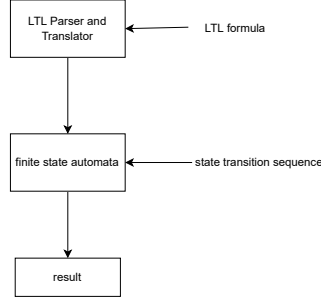 LTL Parser and
Translator
LTL formula
finite state automata
state transition sequence
result